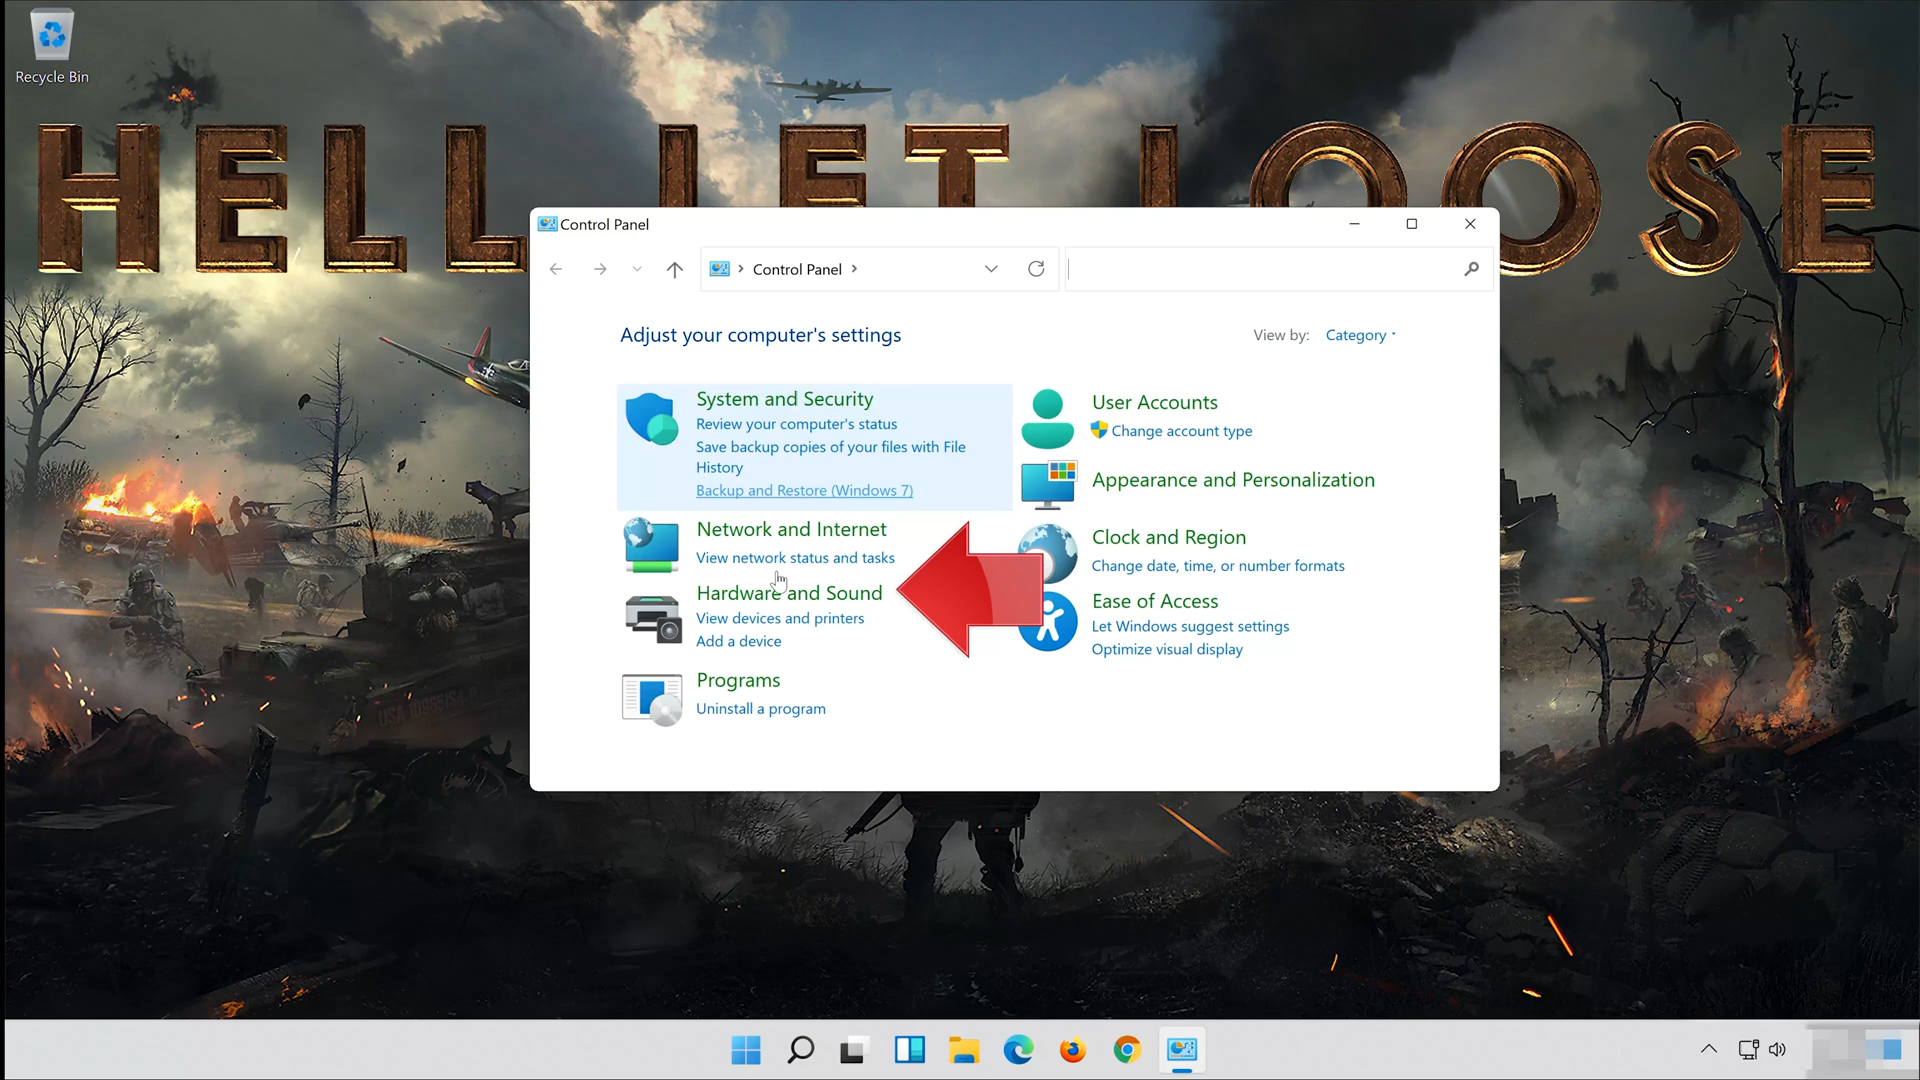 Recycle Bin
HELL LET LOOSE
Control Panel
Control Panel
Adjust your computer's settings
View by: Category
System and Security
Review your computer's status
Save backup copies of your files with File
History
Backup and Restore (Windows 7)
Network and Internet
View network status and tasks
Hardware and Sound
View devices and printers
Add a device
Programs
Uninstall a program
User Accounts
Change account type
Appearance and Personalization
Clock and Region
Change date, time, or number formats
Ease of Access
Let Windows suggest settings
Optimize visual display